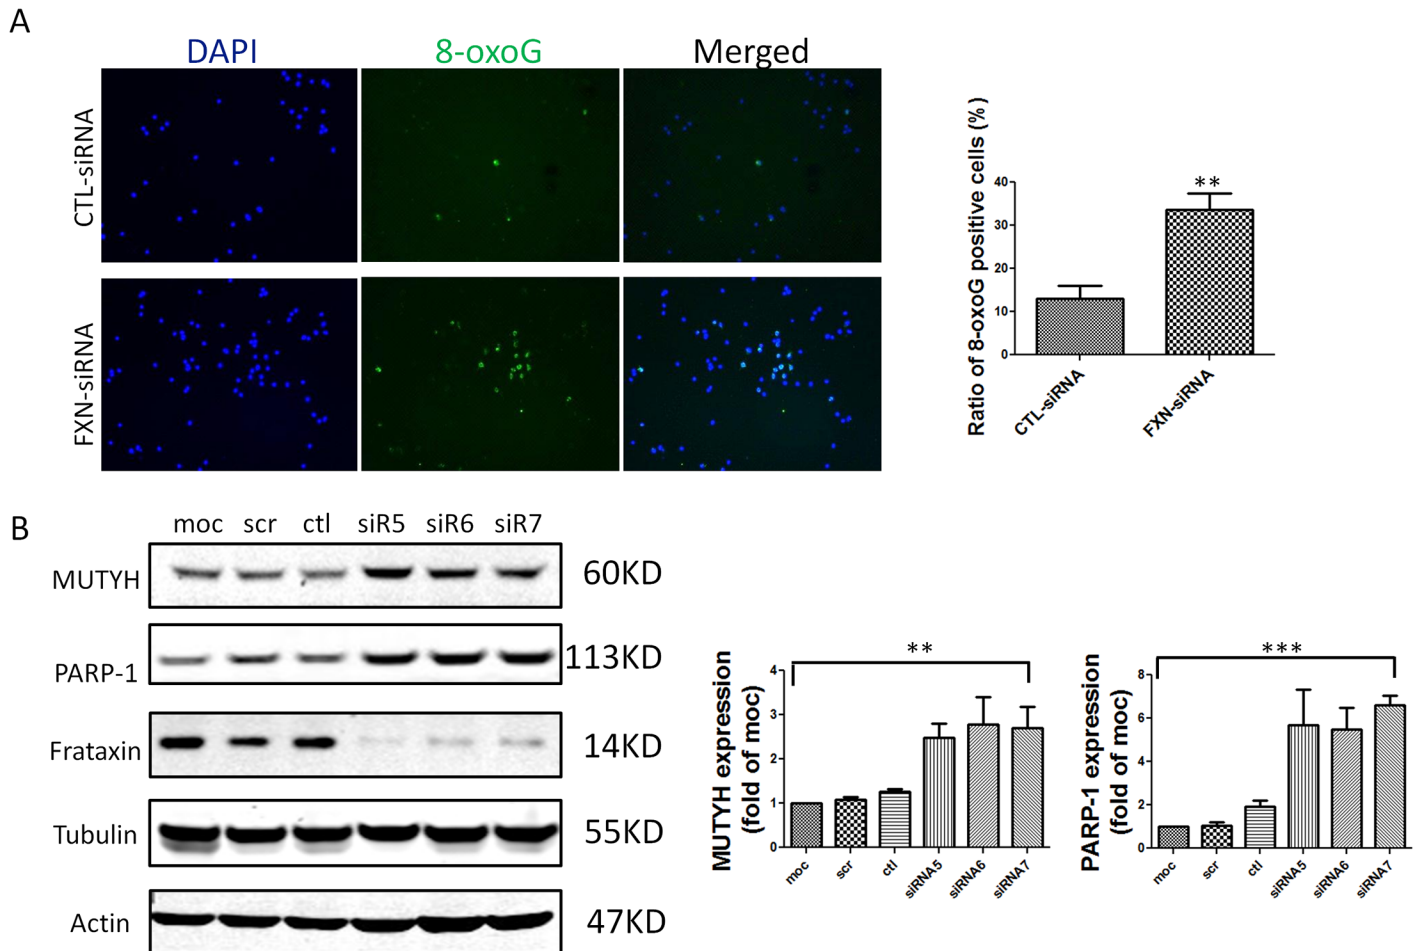 A
DAPI
8-oxoG
Merged
CTL-siRNA
FXN-siRNA
Ratio of 8-oxoG positive cells (%)
40
30
20
10
0
**
CTL-siRNA
FXN-siRNA
B
moc scr ctl siR5 siR6 siR7
MUTYH 60KD
PARP-1 113KD
Frataxin 14KD
Tubulin 55KD
Actin 47KD
MUTYH expression
(fold of moc)
4
3
2
1
0
**
moc
scr
ctl
siRNA5
siRNA6
siRNA7
PARP-1 expression
(fold of moc)
8
6
4
2
0
***
moc
scr
ctl
siRNA5
siRNA6
siRNA7